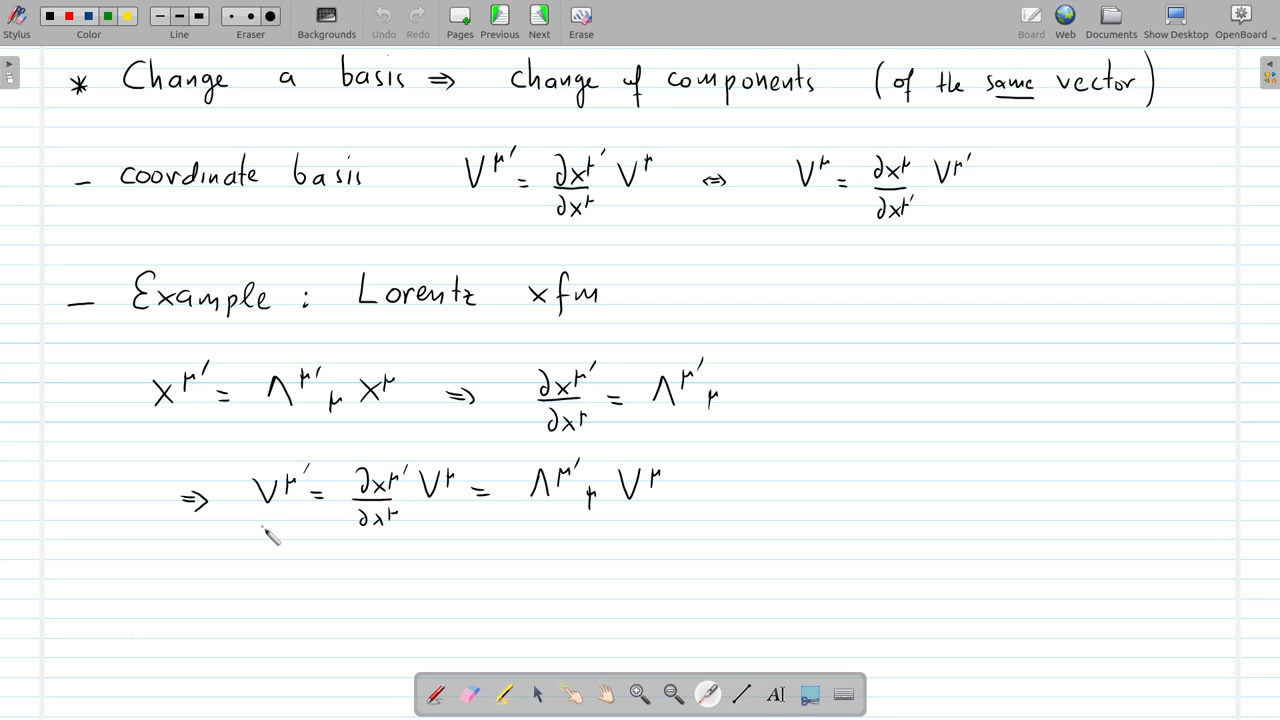 Stylus Color Line Eraser Backgrounds Undo Redo Pages Previous Next Erase Board Web Documents Show Desktop OpenBoard
* Change a basis ⇒ change of components (of the same vector)
- coordinate basis V^μ' = ∂x^μ'/∂x^μ V^μ ⇔ V^μ = ∂x^μ/∂x^μ' V^μ'
- Example : Lorentz xfm
x^μ' = Λ^μ'_μ x^μ ⇒ ∂x^μ'/∂x^μ = Λ^μ'_μ
⇒ V^μ' = ∂x^μ'/∂x^μ V^μ = Λ^μ'_μ V^μ